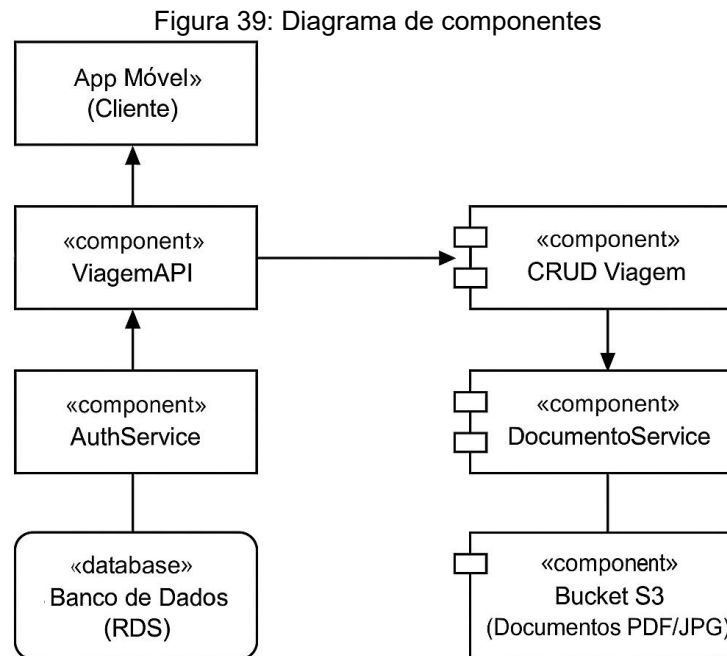 Figura 39: Diagrama de componentes
App Móvel»
(Cliente)
«component»
ViagemAPI
«component»
CRUD Viagem
«component»
AuthService
«component»
DocumentoService
«database»
Banco de Dados
(RDS)
«component»
Bucket S3
(Documentos PDF/JPG)